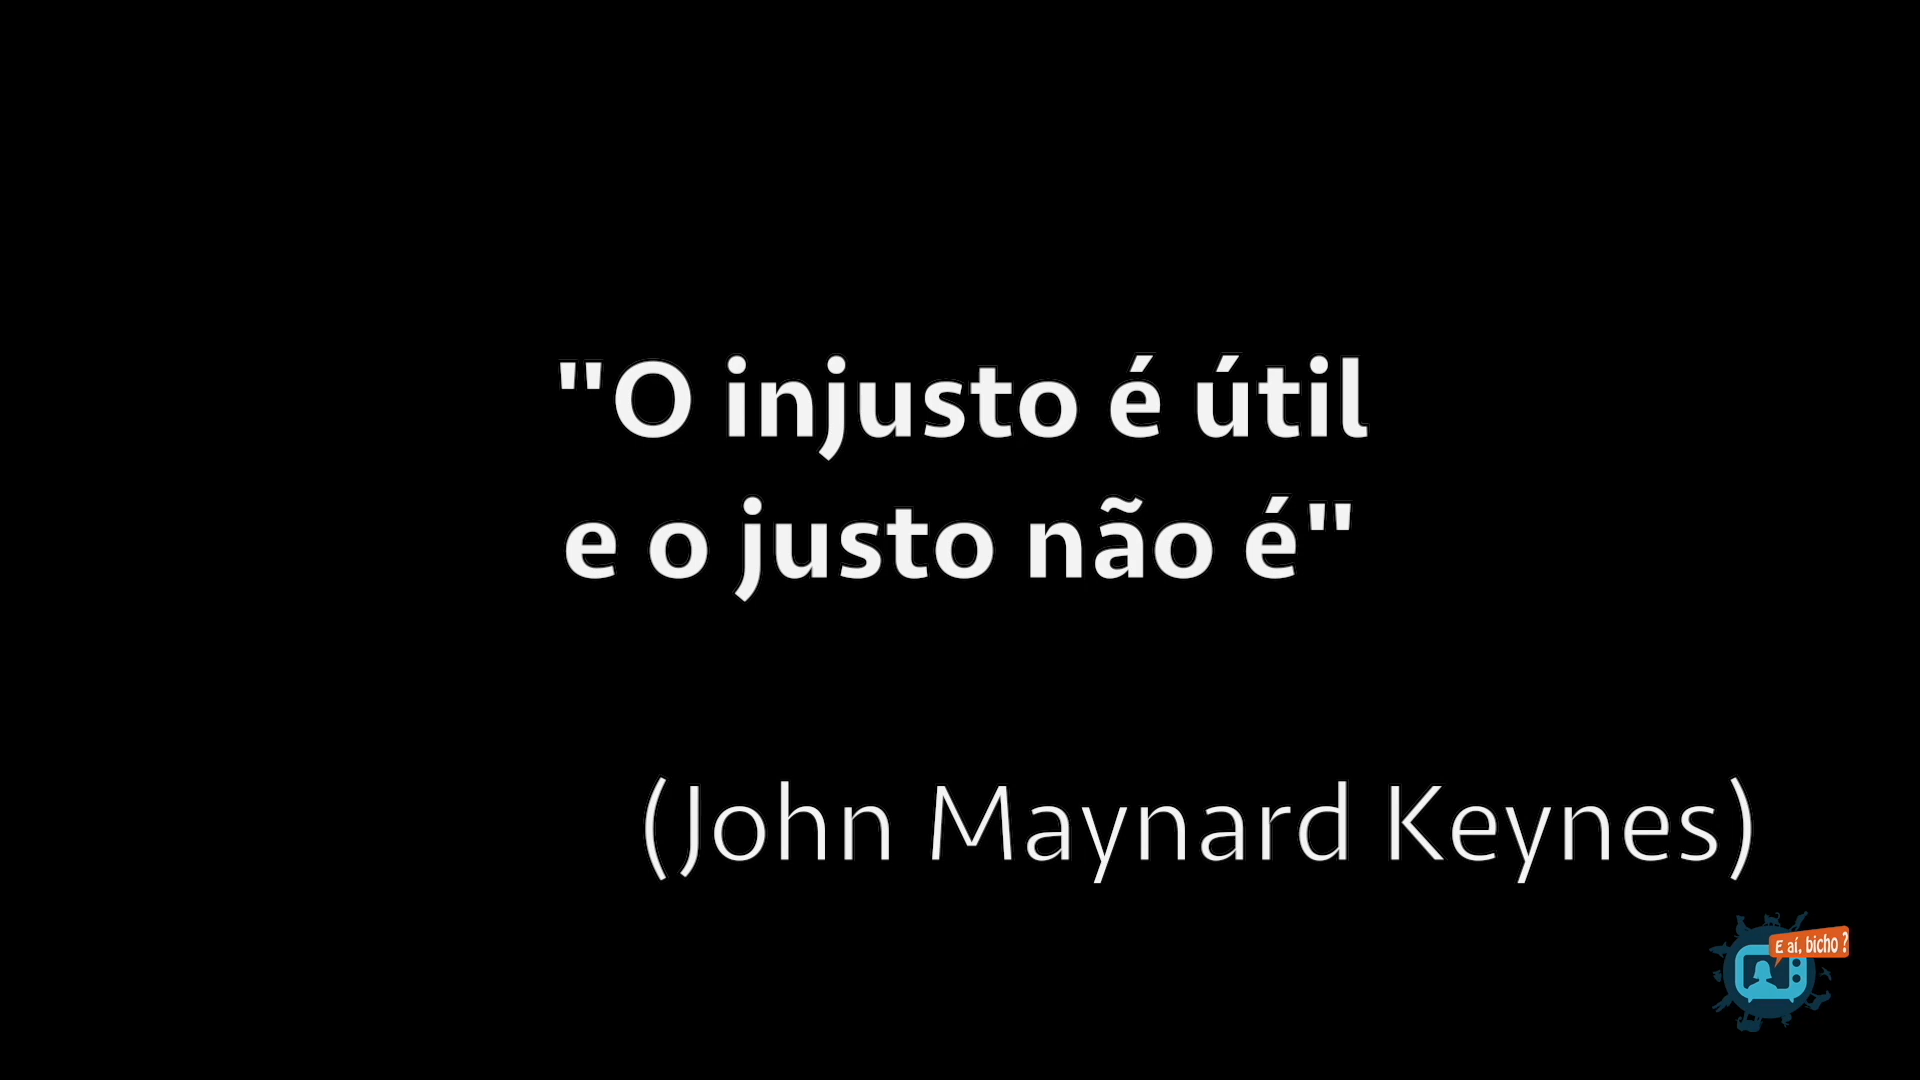 "O injusto é útil
e o justo não é"
(John Maynard Keynes)
E aí, bicho ?